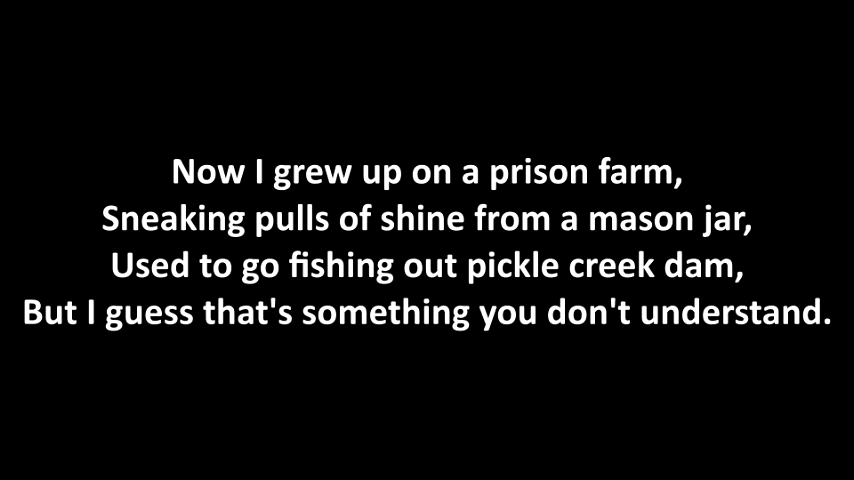 Now I grew up on a prison farm,
Sneaking pulls of shine from a mason jar,
Used to go fishing out pickle creek dam,
But I guess that's something you don't understand.